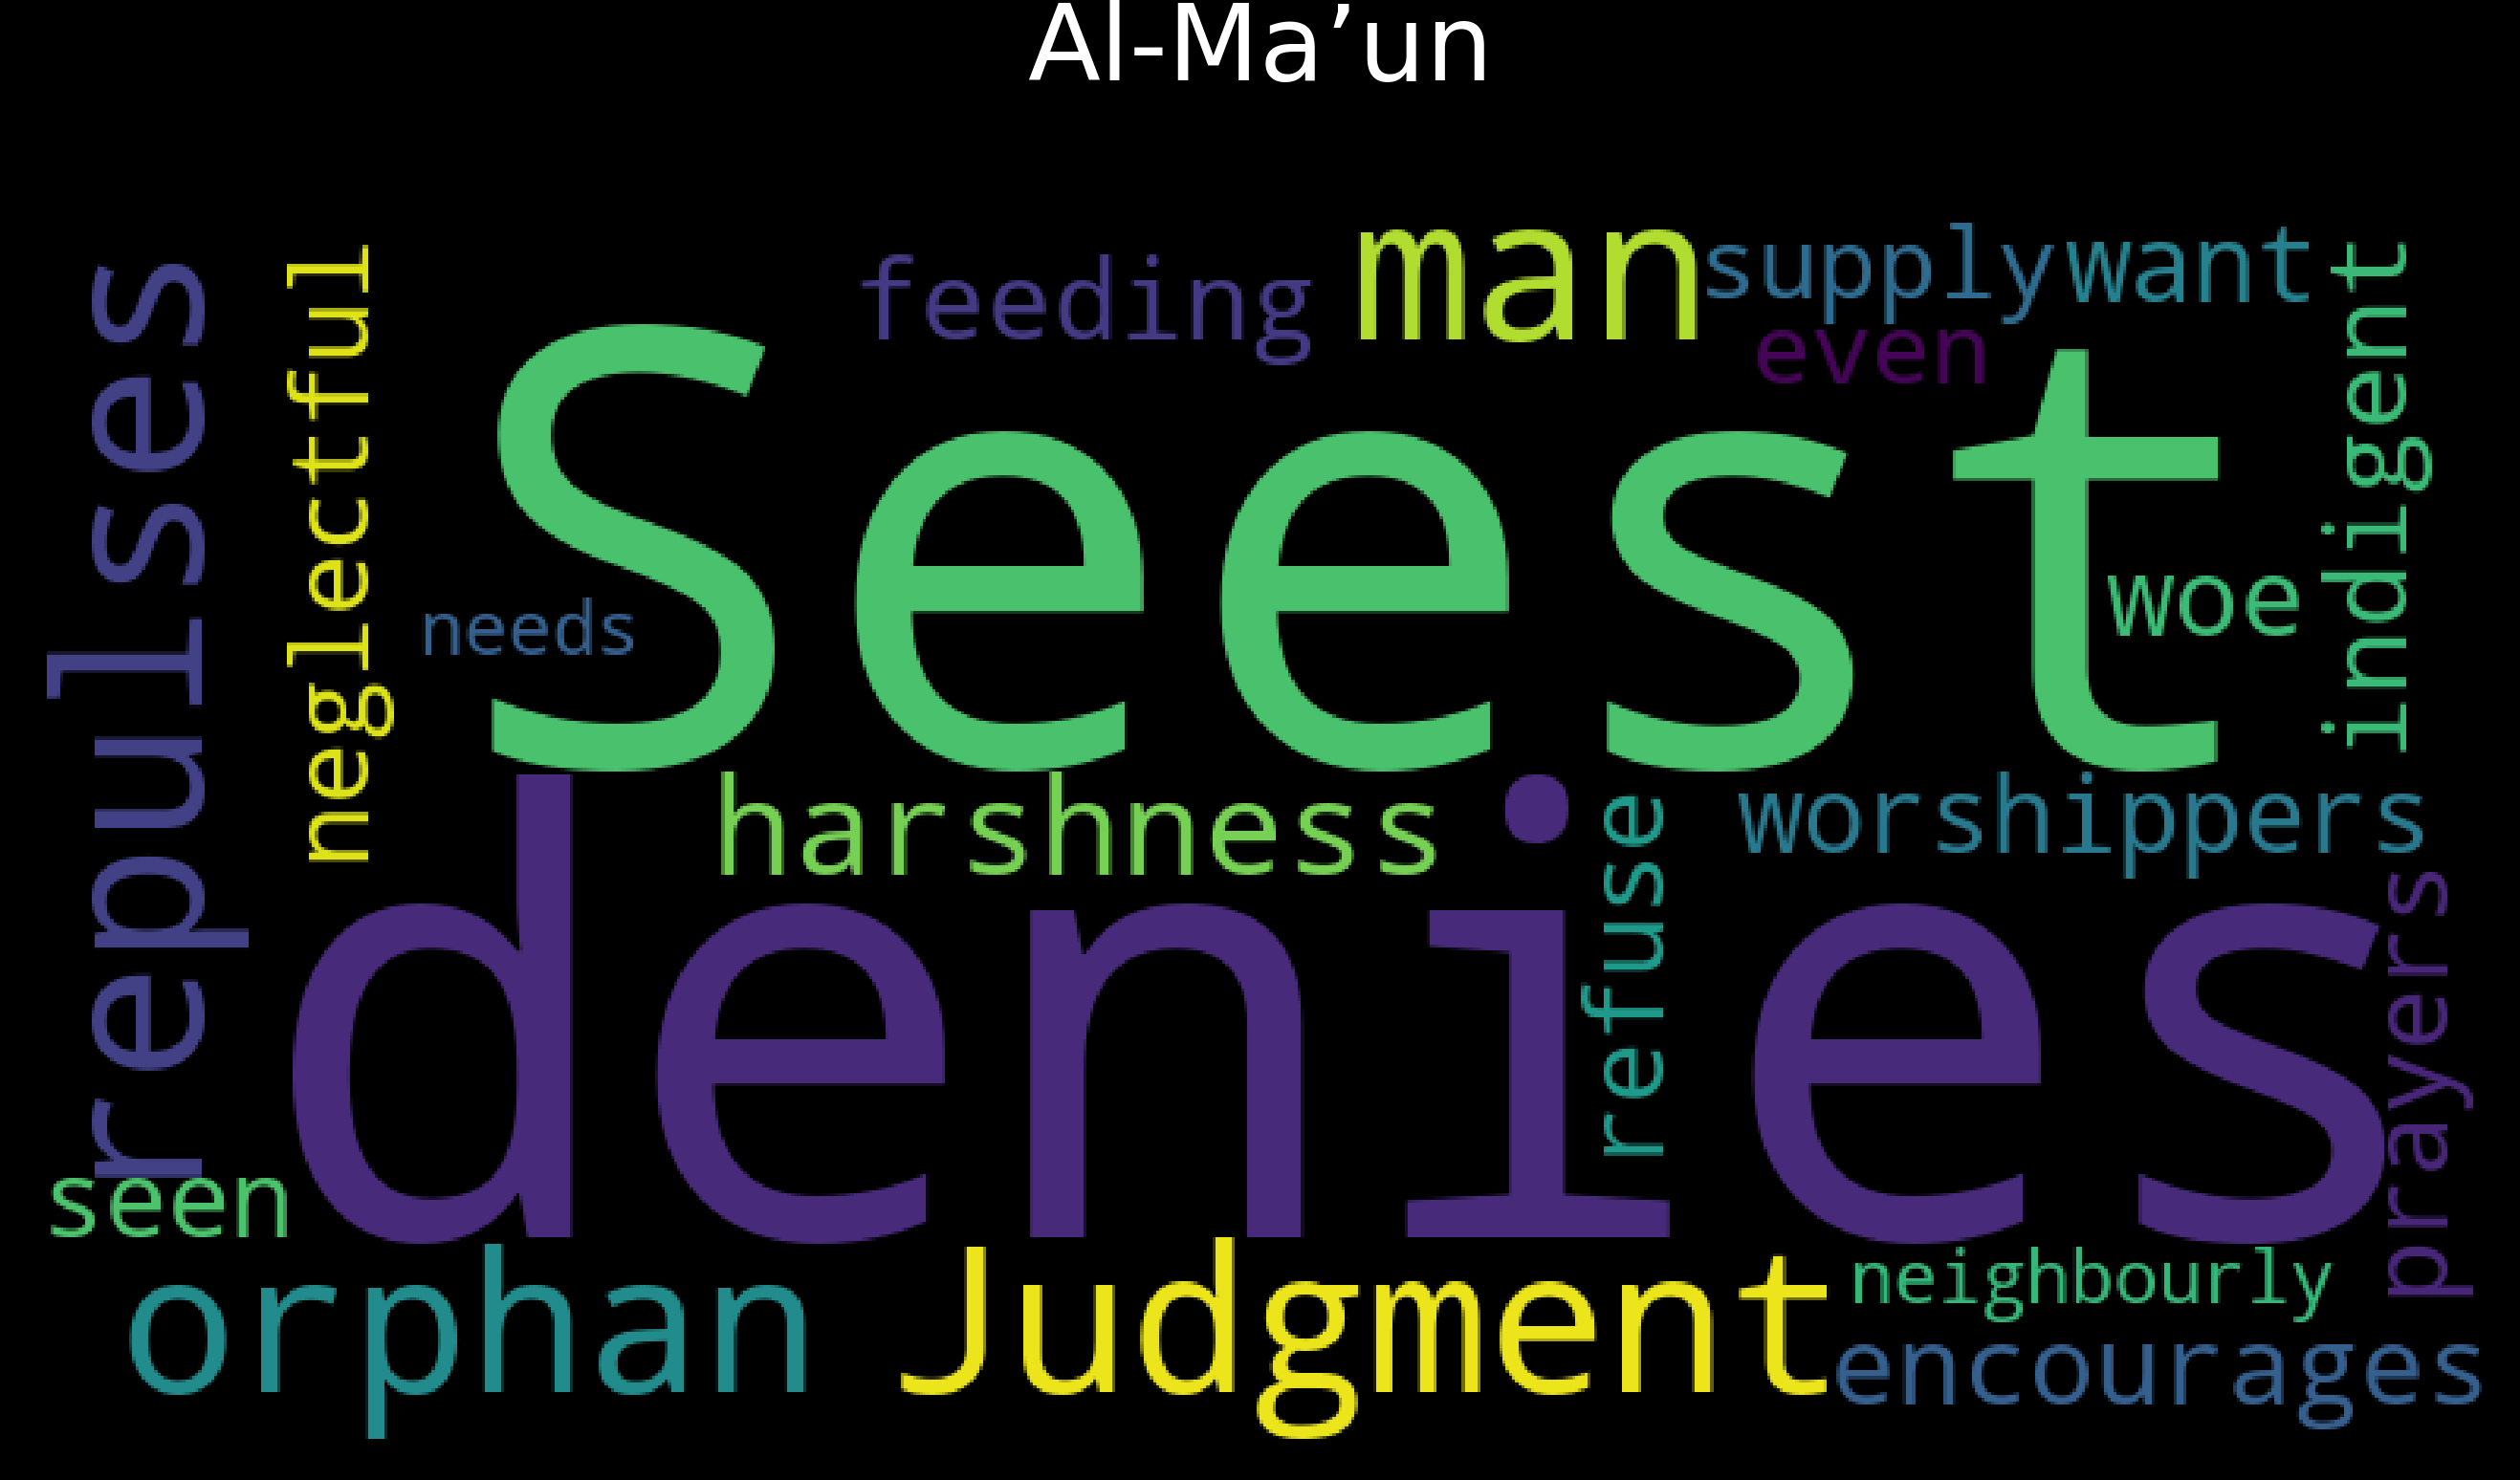 Al-Ma’un
man
supply
want
feeding
even
repulses
neglectful
indigent
Seest
needs
woe
harshness
worshippers
refuse
denies
prayers
seen
orphan
Judgment
neighbourly
encourages